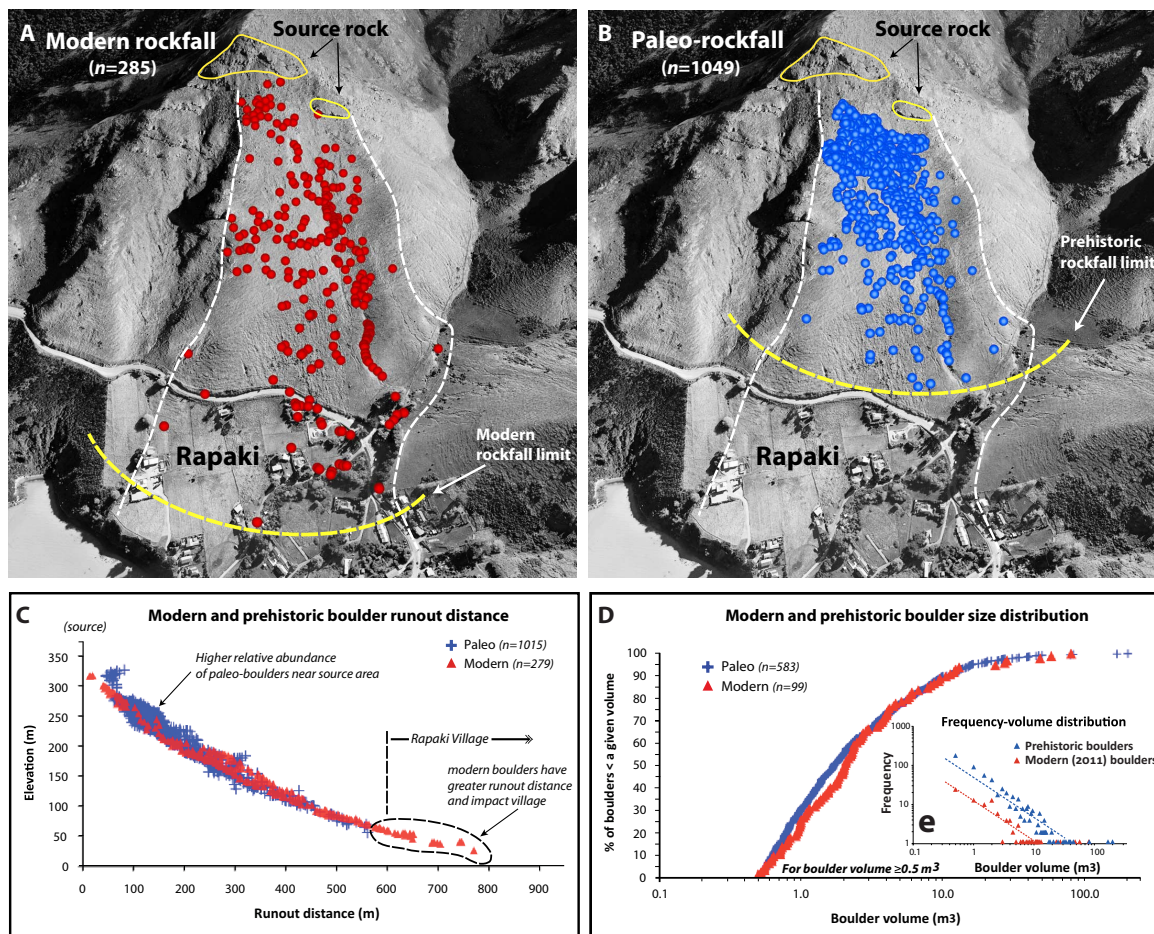 A
Modern rockfall
(n=285)
Source rock
Rapaki
Modern
rockfall limit
B
Paleo-rockfall
(n=1049)
Source rock
Prehistoric
rockfall limit
Rapaki
C
Modern and prehistoric boulder runout distance
(source)
Paleo (n=1015)
Modern (n=279)
Higher relative abundance
of paleo-boulders near source area
Rapaki Village
modern boulders have
greater runout distance
and impact village
Elevation (m)
350
300
250
200
150
100
50
0
0 100 200 300 400 500 600 700 800 900
Runout distance (m)
D
Modern and prehistoric boulder size distribution
Paleo (n=583)
Modern (n=99)
% of boulders < a given volume
100
90
80
70
60
50
40
30
20
10
0
0.1 1.0 10.0 100.0
For boulder volume ≥0.5 m3
Boulder volume (m3)
Frequency-volume distribution
Prehistoric boulders
Modern (2011) boulders
Frequency
1000
100
10
1
e
0.1 1 10 100
Boulder volume (m3)